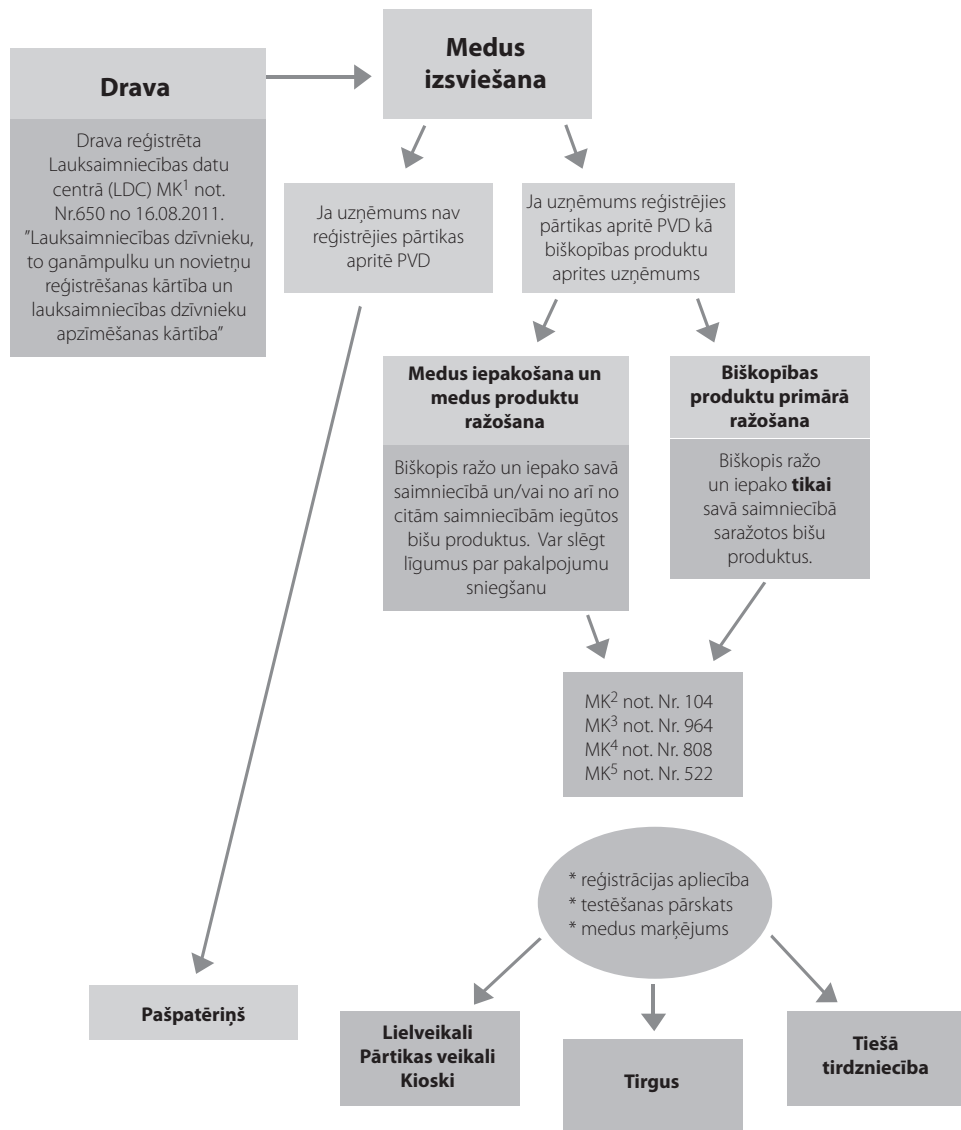 Drava
Drava reģistrēta
Lauksaimniecības datu
centrā (LDC) MK¹ not.
Nr.650 no 16.08.2011.
"Lauksaimniecības dzīvnieku,
to ganāmpulku un novietņu
reģistrēšanas kārtība un
lauksaimniecības dzīvnieku
apzīmēšanas kārtība"
Medus
izsviešana
Ja uzņēmums nav
reģistrējies pārtikas
apritē PVD
Ja uzņēmums reģistrējies
pārtikas apritē PVD kā
biškopības produktu
aprites uzņēmums
Medus iepakošana un
medus produktu
ražošana
Biškopis ražo un iepako savā
saimniecībā un/vai no arī no
citām saimniecībām iegūtos
bišu produktus. Var slēgt
līgumus par pakalpojumu
sniegšanu
Biškopības
produktu primārā
ražošana
Biškopis ražo
un iepako tikai
savā saimniecībā
saražotos bišu
produktus.
MK² not. Nr. 104
MK³ not. Nr. 964
MK⁴ not. Nr. 808
MK⁵ not. Nr. 522
* reģistrācijas apliecība
* testēšanas pārskats
* medus marķējums
Pašpatēriņš
Lielveikali
Pārtikas veikali
Kioski
Tirgus
Tiešā
tirdzniecība